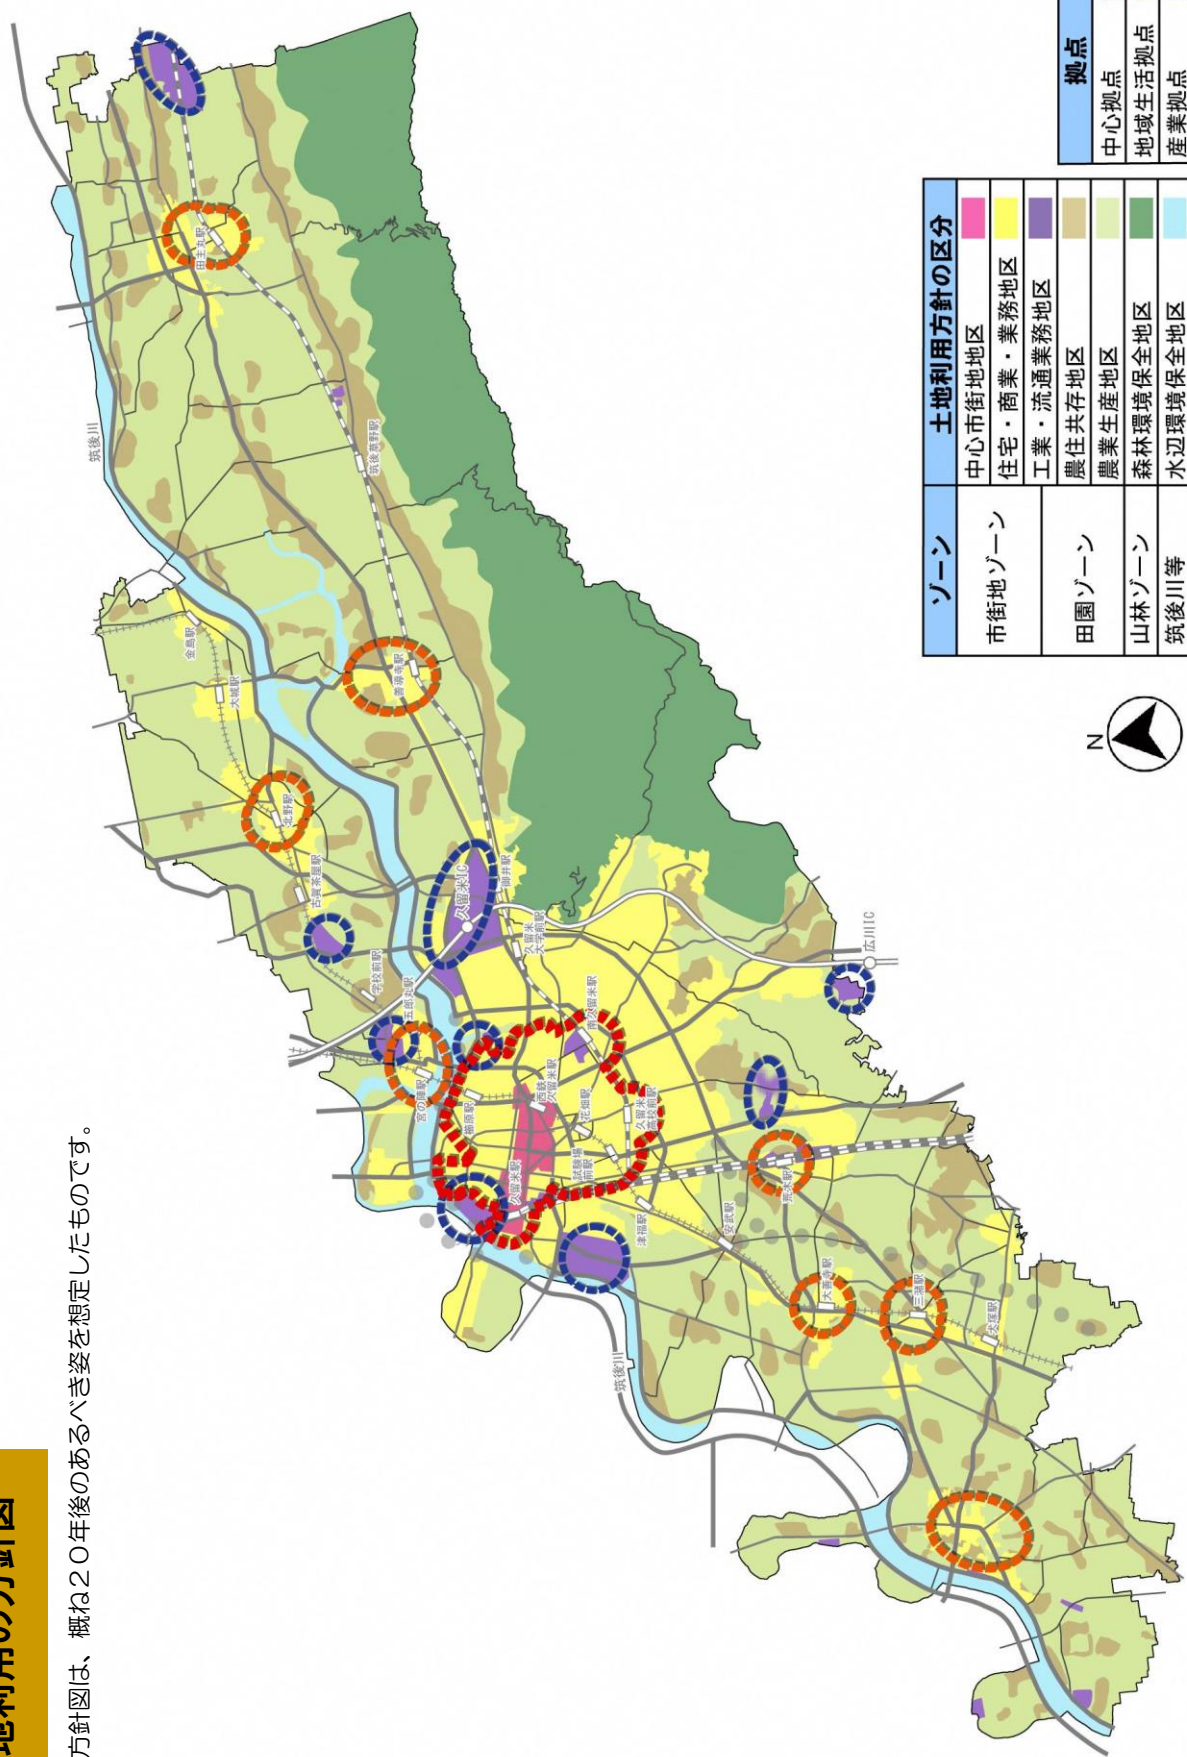 地利用の方針図
方針図は、概ね２０年後のあるべき姿を想定したものです。
筑後川
田主丸駅
筑後草野駅
金島駅
大城駅
善導寺駅
北野駅
古賀茶屋駅
久留米IC
御井駅
学校前駅
久留米
大学前駅
五郎丸駅
広川IC
宮の陣駅
櫛原駅
西鉄
久留米駅
南久留米駅
花畑駅
久留米
高校前駅
久留米駅
試験場
前駅
津福駅
安武駅
荒木駅
大善寺駅
三潴駅
犬塚駅
筑後川
N
ゾーン
土地利用方針の区分
市街地ゾーン
中心市街地地区
住宅・商業・業務地区
工業・流通業務地区
田園ゾーン
農住共存地区
農業生産地区
山林ゾーン
森林環境保全地区
筑後川等
水辺環境保全地区
拠点
中心拠点
地域生活拠点
産業拠点